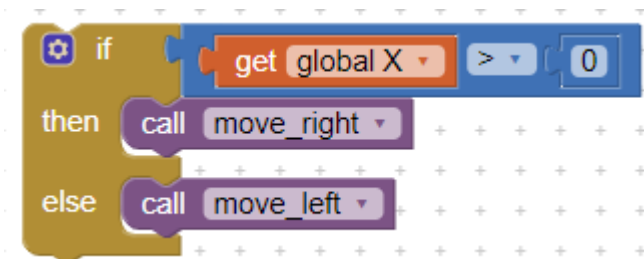 if get global X > 0
then call move_right
else call move_left